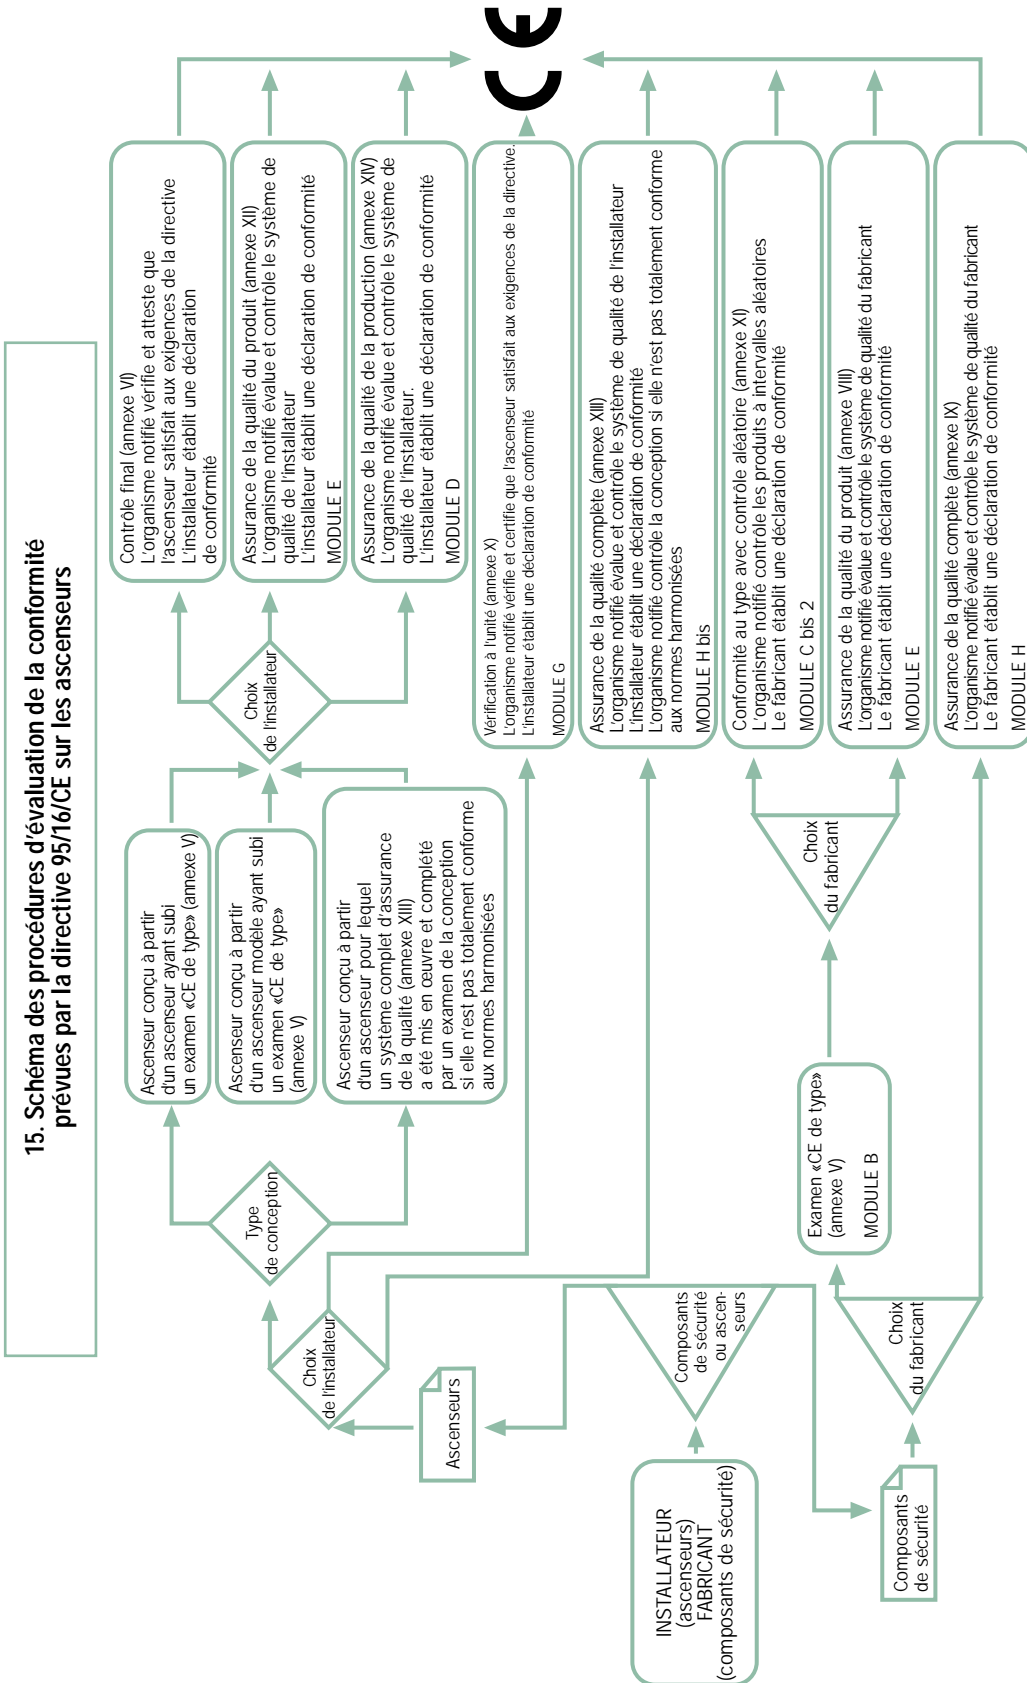 15. Schéma des procédures d'évaluation de la conformité
prévues par la directive 95/16/CE sur les ascenseurs
INSTALLATEUR
(ascenseurs)
FABRICANT
(composants de sécurité)
Composants
de sécurité
ou ascen-
seurs
Ascenseurs
Choix
de l'installateur
Type
de conception
Ascenseur conçu à partir
d'un ascenseur ayant subi
un examen «CE de type» (annexe V)
Ascenseur conçu à partir
d'un ascenseur modèle ayant subi
un examen «CE de type»
(annexe V)
Ascenseur conçu à partir
d'un ascenseur pour lequel
un système complet d'assurance
de la qualité (annexe XIII)
a été mis en œuvre et complété
par un examen de la conception
si elle n'est pas totalement conforme
aux normes harmonisées
Choix
de l'installateur
Contrôle final (annexe VI)
L'organisme notifié vérifie et atteste que
l'ascenseur satisfait aux exigences de la directive
L'installateur établit une déclaration
de conformité
Assurance de la qualité du produit (annexe XII)
L'organisme notifié évalue et contrôle le système de
qualité de l'installateur
L'installateur établit une déclaration de conformité
MODULE E
Assurance de la qualité de la production (annexe XIV)
L'organisme notifié évalue et contrôle le système de
qualité de l'installateur.
L'installateur établit une déclaration de conformité
MODULE D
Vérification à l'unité (annexe X)
L'organisme notifié vérifie et certifie que l'ascenseur satisfait aux exigences de la directive.
L'installateur établit une déclaration de conformité
MODULE G
Assurance de la qualité complète (annexe XIII)
L'organisme notifié évalue et contrôle le système de qualité de l'installateur
L'installateur établit une déclaration de conformité
L'organisme notifié contrôle la conception si elle n'est pas totalement conforme
aux normes harmonisées
MODULE H bis
Composants
de sécurité
Choix
du fabricant
Examen «CE de type»
(annexe V)
MODULE B
Choix
du fabricant
Conformité au type avec contrôle aléatoire (annexe XI)
L'organisme notifié contrôle les produits à intervalles aléatoires
Le fabricant établit une déclaration de conformité
MODULE C bis 2
Assurance de la qualité du produit (annexe VIII)
L'organisme notifié évalue et contrôle le système de qualité du fabricant
Le fabricant établit une déclaration de conformité
MODULE E
Assurance de la qualité complète (annexe IX)
L'organisme notifié évalue et contrôle le système de qualité du fabricant
Le fabricant établit une déclaration de conformité
MODULE H
CE